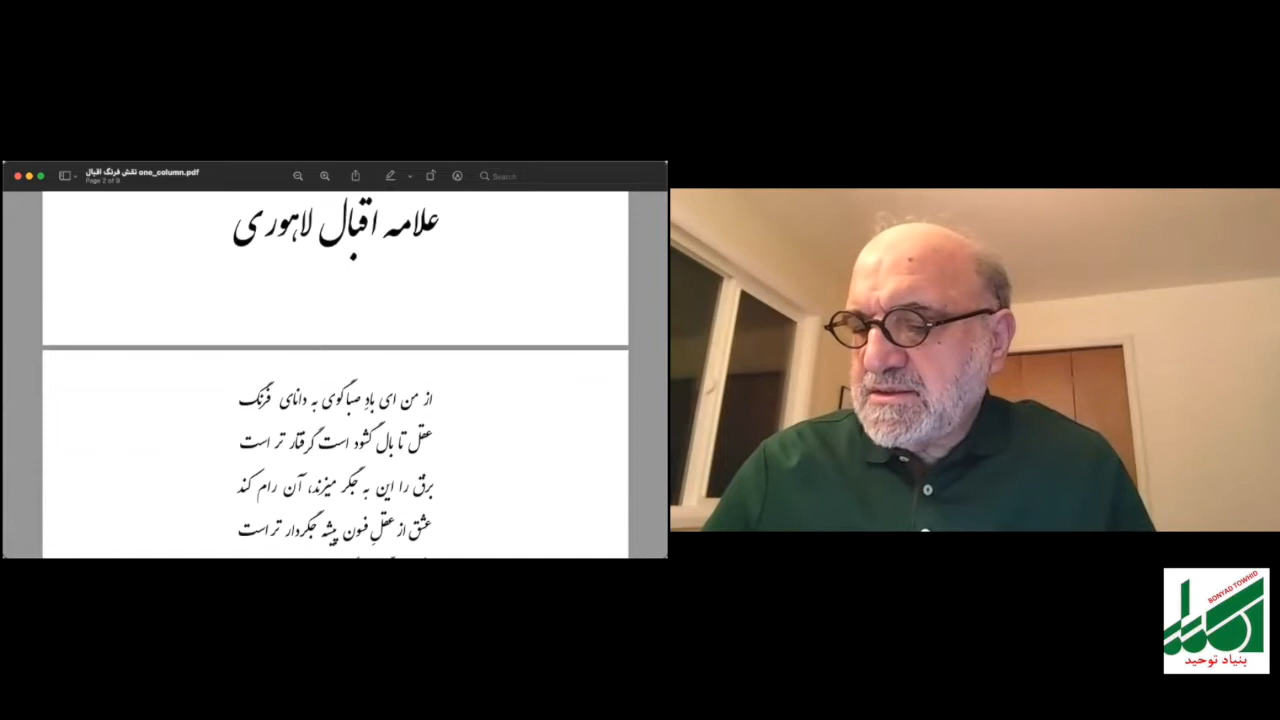 نقش فرنگ اقبال one_column.pdf
Page 2 of 9
Search
علامه اقبال لاهوری
از من ای بادِ صبا گوی به دانای فرنگ
عقل تا بال گشود است گرفتار تر است
برق را این به جگر میزند، آن رام کند
عشق از عقلِ فسون پیشه جگردار تر است
BONYAD TOWHID
بنیاد توحید